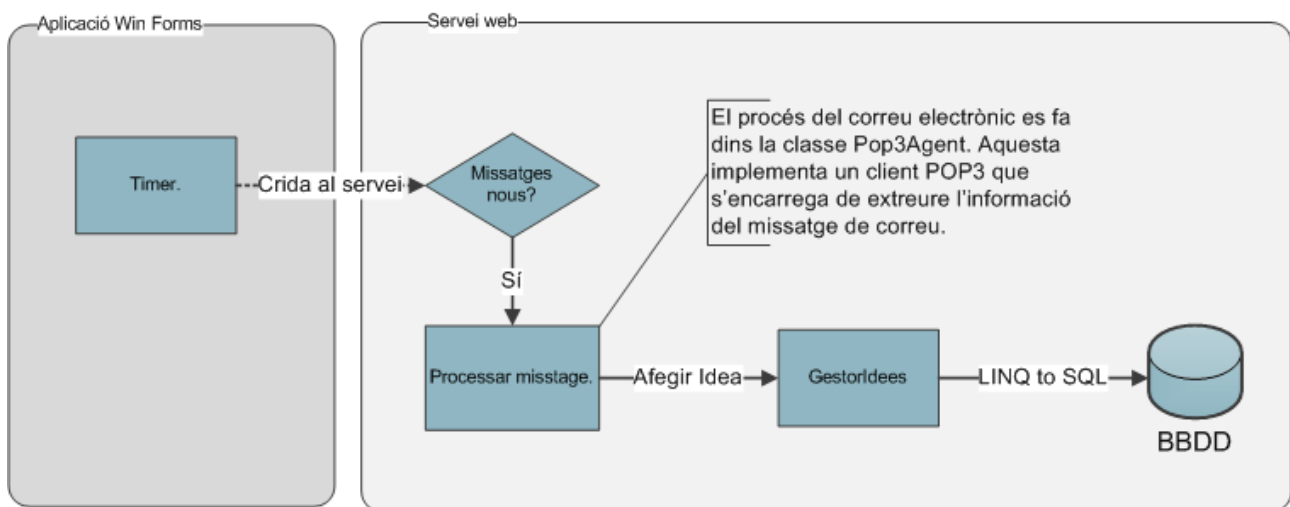 Aplicació Win Forms
Servei web
Timer.
Crida al servei
Missatges
nous?
El procés del correu electrònic es fa
dins la classe Pop3Agent. Aquesta
implementa un client POP3 que
s'encarrega de extreure l'informació
del missatge de correu.
Sí
Processar misstage.
Afegir Idea
GestorIdees
LINQ to SQL
BBDD